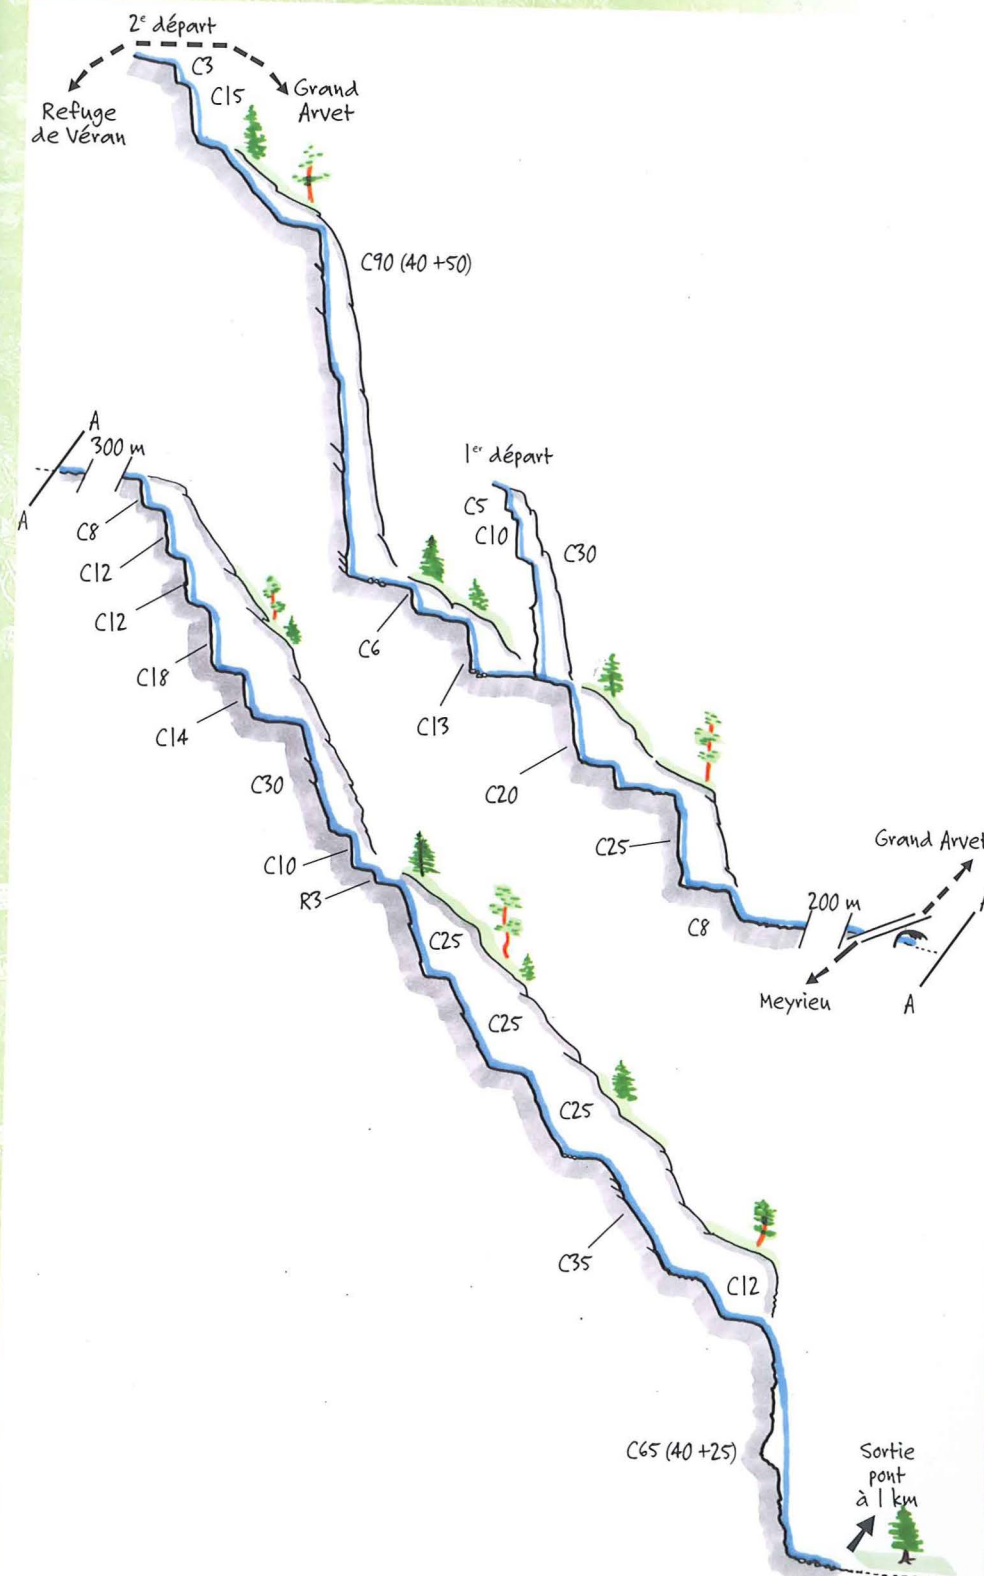 2e départ
C3
C15
Refuge
de Véran
Grand
Arvet
C90 (40 +50)
A
300 m
A
C8
C12
C12
C18
C14
C30
C10
R3
1er départ
C5
C10
C30
C6
C13
C20
C25
C8
200 m
Grand Arvet
A
Meyrieu
A
C25
C25
C25
C35
C12
C65 (40 +25)
Sortie
pont
à 1 km